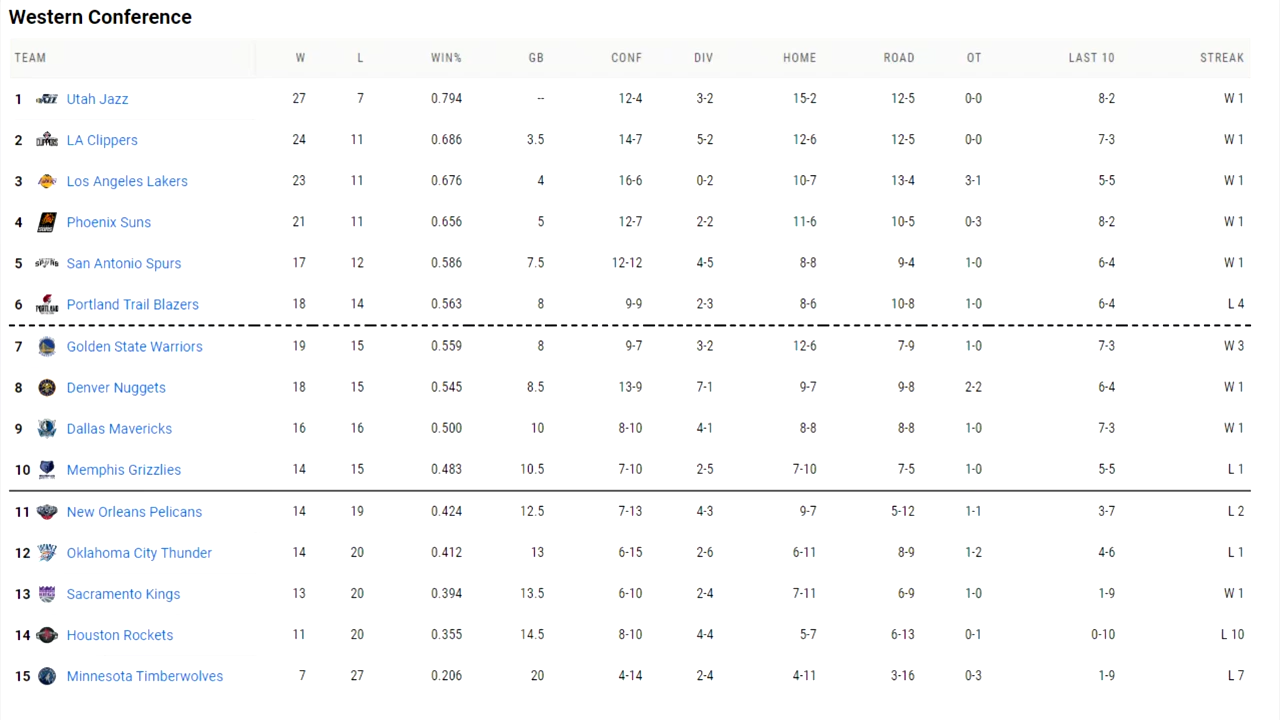 Western Conference
TEAM W L WIN% GB CONF DIV HOME ROAD OT LAST 10 STREAK
1 Utah Jazz 27 7 0.794 -- 12-4 3-2 15-2 12-5 0-0 8-2 W 1
2 LA Clippers 24 11 0.686 3.5 14-7 5-2 12-6 12-5 0-0 7-3 W 1
3 Los Angeles Lakers 23 11 0.676 4 16-6 0-2 10-7 13-4 3-1 5-5 W 1
4 Phoenix Suns 21 11 0.656 5 12-7 2-2 11-6 10-5 0-3 8-2 W 1
5 San Antonio Spurs 17 12 0.586 7.5 12-12 4-5 8-8 9-4 1-0 6-4 W 1
6 Portland Trail Blazers 18 14 0.563 8 9-9 2-3 8-6 10-8 1-0 6-4 L 4
7 Golden State Warriors 19 15 0.559 8 9-7 3-2 12-6 7-9 1-0 7-3 W 3
8 Denver Nuggets 18 15 0.545 8.5 13-9 7-1 9-7 9-8 2-2 6-4 W 1
9 Dallas Mavericks 16 16 0.500 10 8-10 4-1 8-8 8-8 1-0 7-3 W 1
10 Memphis Grizzlies 14 15 0.483 10.5 7-10 2-5 7-10 7-5 1-0 5-5 L 1
11 New Orleans Pelicans 14 19 0.424 12.5 7-13 4-3 9-7 5-12 1-1 3-7 L 2
12 Oklahoma City Thunder 14 20 0.412 13 6-15 2-6 6-11 8-9 1-2 4-6 L 1
13 Sacramento Kings 13 20 0.394 13.5 6-10 2-4 7-11 6-9 1-0 1-9 W 1
14 Houston Rockets 11 20 0.355 14.5 8-10 4-4 5-7 6-13 0-1 0-10 L 10
15 Minnesota Timberwolves 7 27 0.206 20 4-14 2-4 4-11 3-16 0-3 1-9 L 7